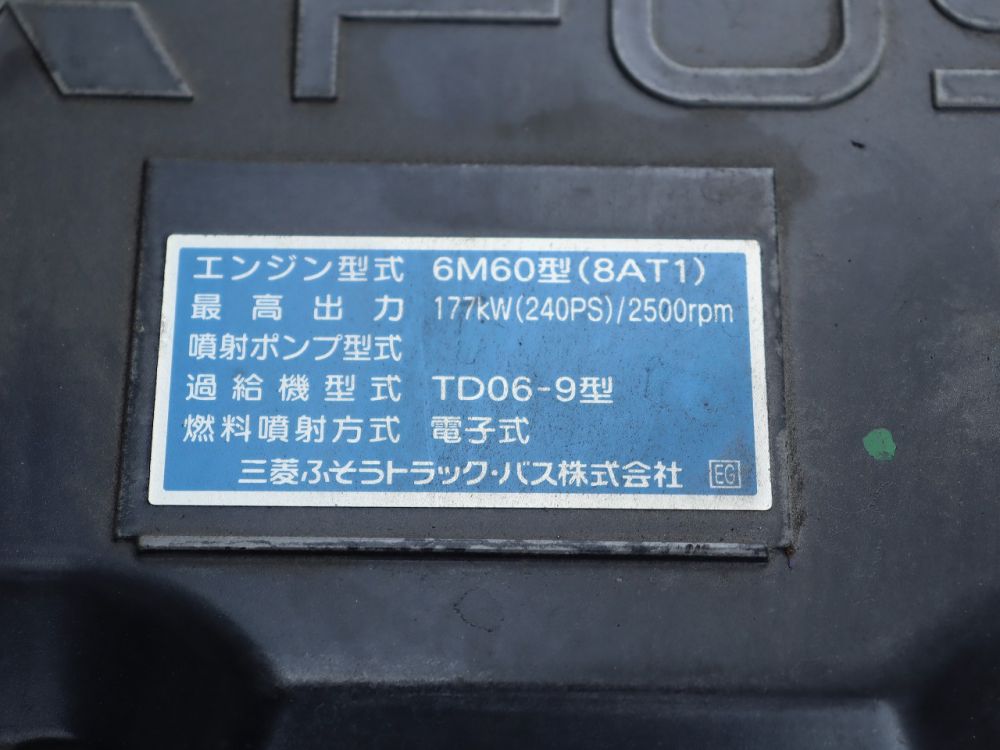 エンジン型式 6M60型(8AT1)
最高出力 177kW(240PS)/2500rpm
噴射ポンプ型式
過給機型式 TD06-9型
燃料噴射方式 電子式
三菱ふそうトラック・バス株式会社 EG